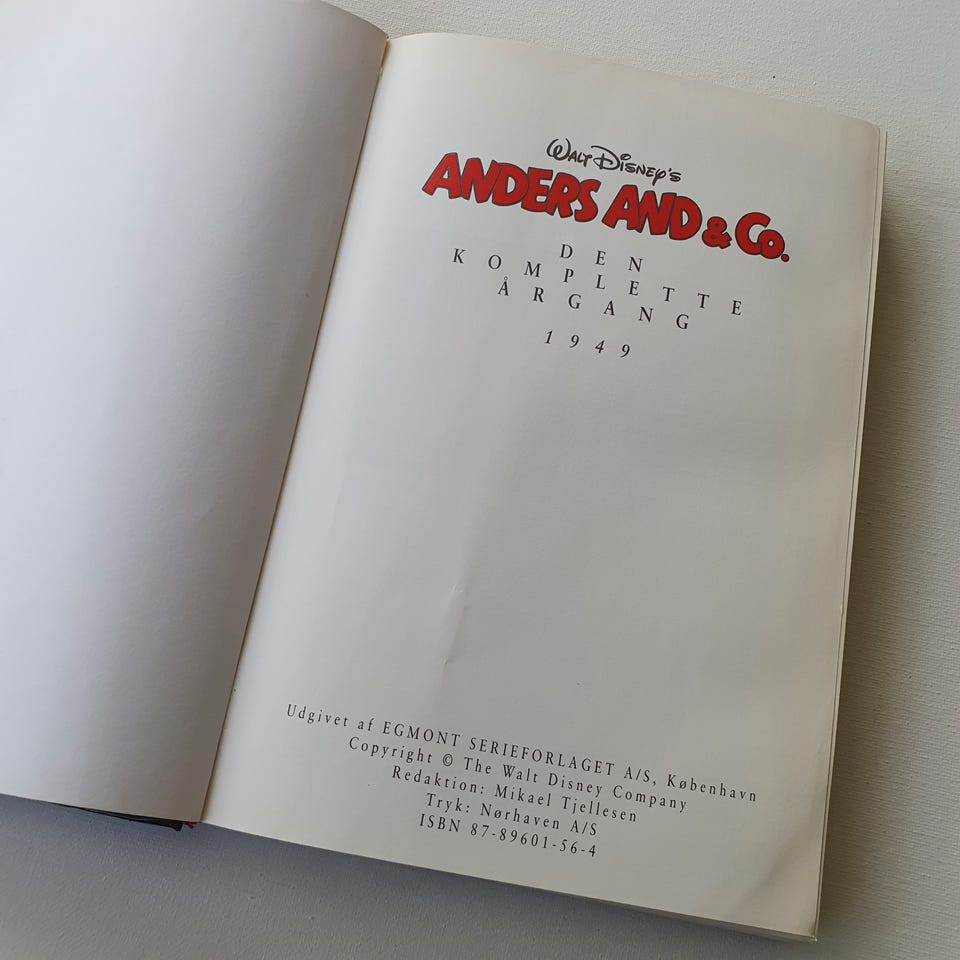 WALT DISNEY'S
ANDERS AND & CO.
DEN
KOMPLETTE
ÅRGANG
1949
Udgivet af EGMONT SERIEFORLAGET A/S, København
Copyright © The Walt Disney Company
Redaktion: Mikael Tjellesen
Tryk: Nørhaven A/S
ISBN 87-89601-56-4